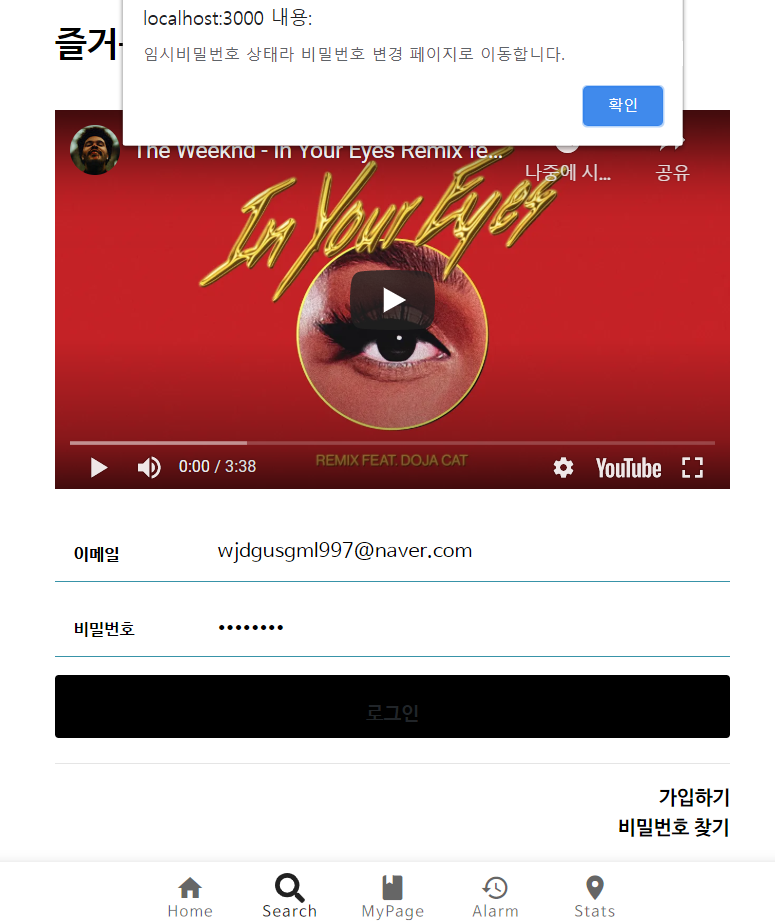 localhost:3000 내용:
임시비밀번호 상태라 비밀번호 변경 페이지로 이동합니다.
확인
즐거
The Weeknd - In Your Eyes Remix fe...
나중에 시...
공유
In Your Eyes
REMIX FEAT. DOJA CAT
0:00 / 3:38
YouTube
이메일
wjdgusgml997@naver.com
비밀번호
••••••••
로그인
가입하기
비밀번호 찾기
Home
Search
MyPage
Alarm
Stats